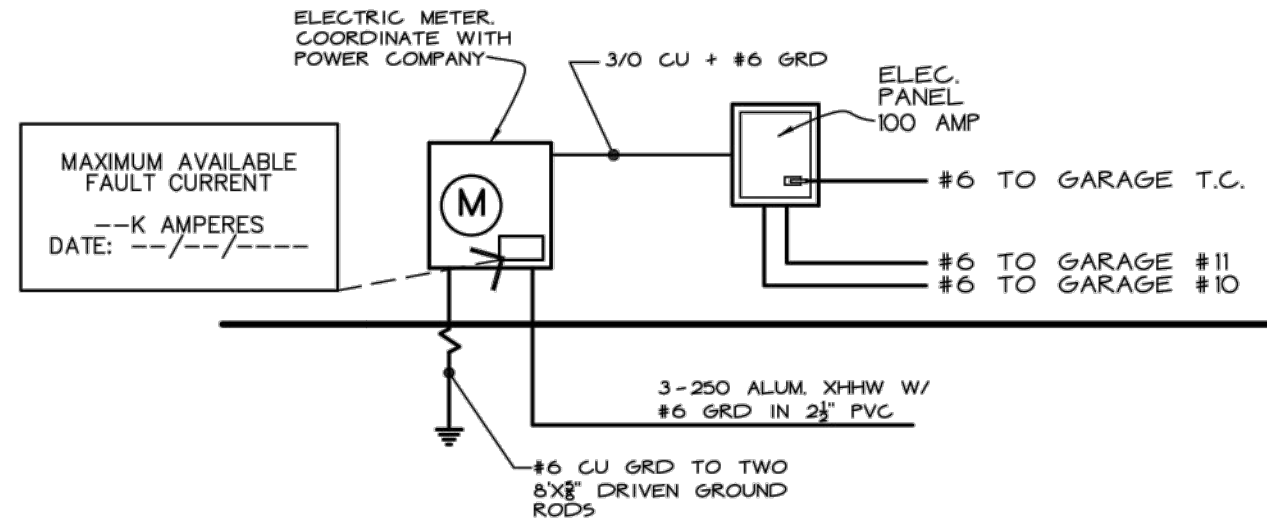 ELECTRIC METER.
COORDINATE WITH
POWER COMPANY
3/0 CU + #6 GRD
ELEC.
PANEL
100 AMP
MAXIMUM AVAILABLE
FAULT CURRENT
--K AMPERES
DATE: --/--/----
M
#6 TO GARAGE T.C.
#6 TO GARAGE #11
#6 TO GARAGE #10
3-250 ALUM. XHHW W/
#6 GRD IN 2½" PVC
#6 CU GRD TO TWO
8'X⅝" DRIVEN GROUND
RODS